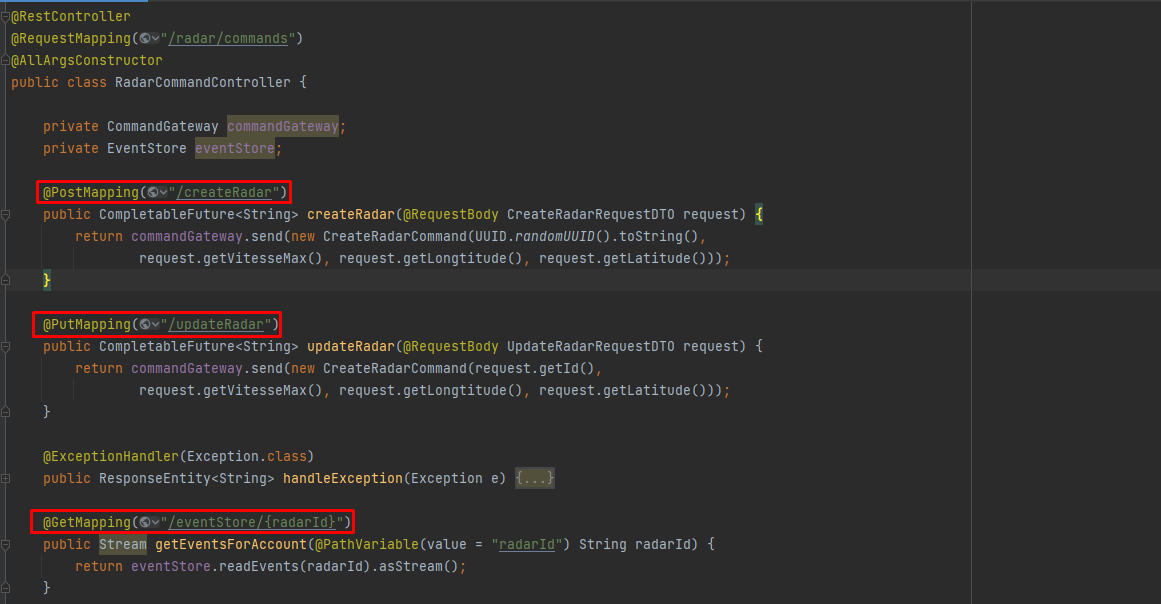 @RestController
@RequestMapping("/radar/commands")
@AllArgsConstructor
public class RadarCommandController {
private CommandGateway commandGateway;
private EventStore eventStore;
@PostMapping("/createRadar")
public CompletableFuture<String> createRadar(@RequestBody CreateRadarRequestDTO request) {
return commandGateway.send(new CreateRadarCommand(UUID.randomUUID().toString(),
request.getVitesseMax(), request.getLongtitude(), request.getLatitude()));
}
@PutMapping("/updateRadar")
public CompletableFuture<String> updateRadar(@RequestBody UpdateRadarRequestDTO request) {
return commandGateway.send(new CreateRadarCommand(request.getId(),
request.getVitesseMax(), request.getLongtitude(), request.getLatitude()));
}
@ExceptionHandler(Exception.class)
public ResponseEntity<String> handleException(Exception e) {...}
@GetMapping("/eventStore/{radarId}")
public Stream getEventsForAccount(@PathVariable(value = "radarId") String radarId) {
return eventStore.readEvents(radarId).asStream();
}